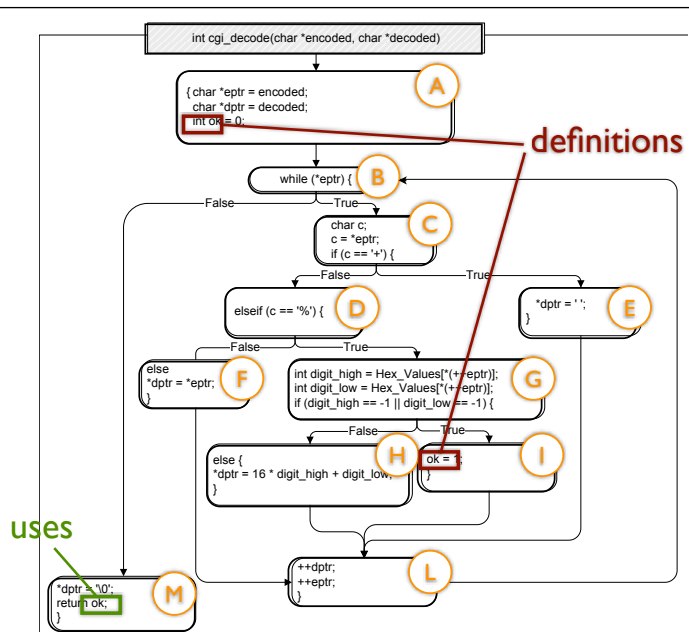 int cgi_decode(char *encoded, char *decoded)
A
{ char *eptr = encoded;
char *dptr = decoded;
int ok = 0;
definitions
while (*eptr) {
B
False
True
C
char c;
c = *eptr;
if (c == '+') {
False
True
elseif (c == '%') {
D
*dptr = ' ';
}
E
False
True
else
*dptr = *eptr;
}
F
int digit_high = Hex_Values[*(++eptr)];
int digit_low = Hex_Values[*(++eptr)];
if (digit_high == -1 || digit_low == -1) {
G
False
True
else {
*dptr = 16 * digit_high + digit_low;
}
H
ok = 1;
}
I
uses
*dptr = '\0';
return ok;
}
M
++dptr;
++eptr;
}
L